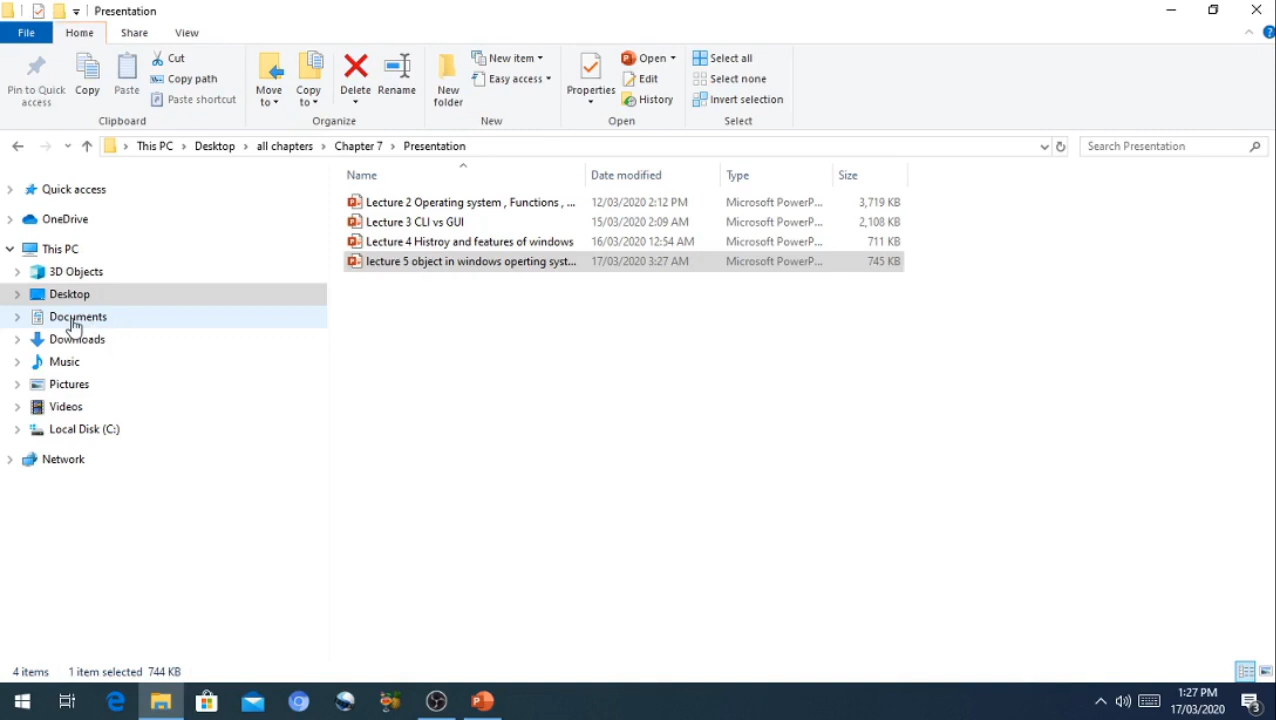 Presentation
File Home Share View
Pin to Quick access
Copy
Paste
Cut
Copy path
Paste shortcut
Clipboard
Move to
Copy to
Delete
Rename
Organize
New folder
New item
Easy access
New
Properties
Open
Edit
History
Open
Select all
Select none
Invert selection
Select
This PC Desktop all chapters Chapter 7 Presentation
Search Presentation
Quick access
OneDrive
This PC
3D Objects
Desktop
Documents
Downloads
Music
Pictures
Videos
Local Disk (C:)
Network
Name Date modified Type Size
Lecture 2 Operating system , Functions , ... 12/03/2020 2:12 PM Microsoft PowerP... 3,719 KB
Lecture 3 CLI vs GUI 15/03/2020 2:09 AM Microsoft PowerP... 2,108 KB
Lecture 4 Histroy and features of windows 16/03/2020 12:54 AM Microsoft PowerP... 711 KB
lecture 5 object in windows operting syst... 17/03/2020 3:27 AM Microsoft PowerP... 745 KB
4 items 1 item selected 744 KB
1:27 PM
17/03/2020
3